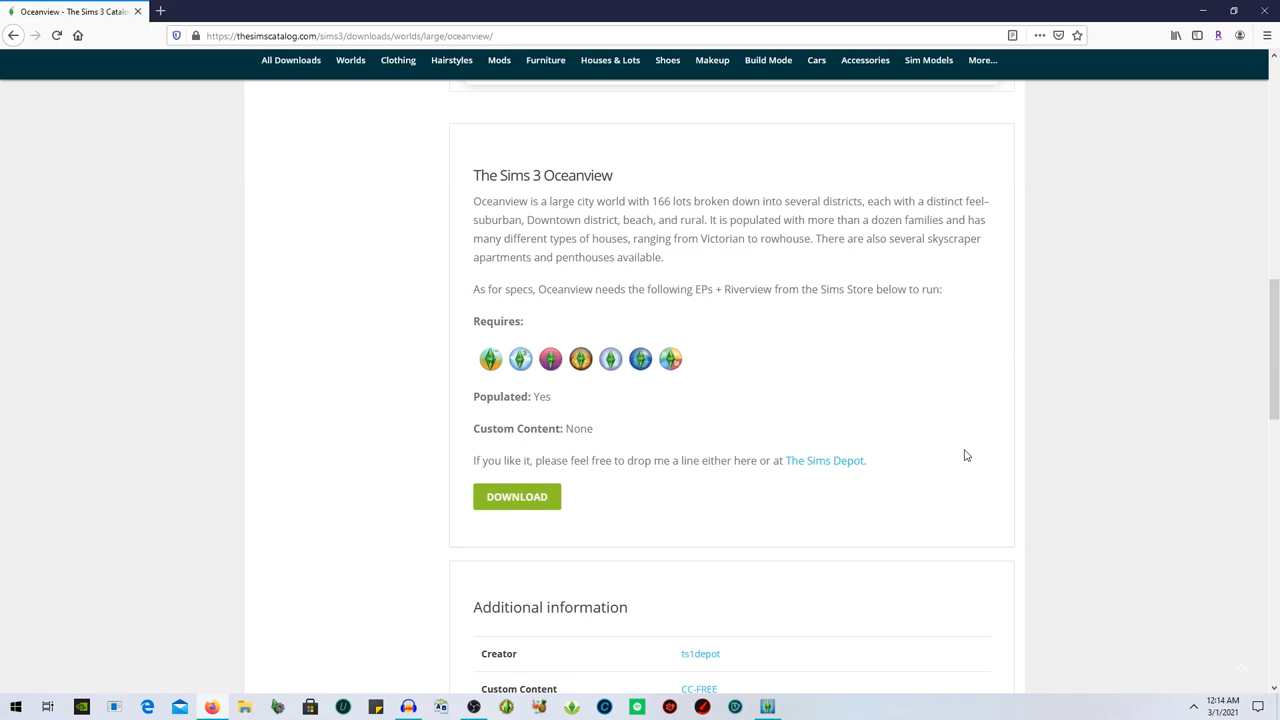 Oceanview - The Sims 3 Catalo
https://thesimscatalog.com/sims3/downloads/worlds/large/oceanview/
All Downloads Worlds Clothing Hairstyles Mods Furniture Houses & Lots Shoes Makeup Build Mode Cars Accessories Sim Models More...
The Sims 3 Oceanview
Oceanview is a large city world with 166 lots broken down into several districts, each with a distinct feel–
suburban, Downtown district, beach, and rural. It is populated with more than a dozen families and has
many different types of houses, ranging from Victorian to rowhouse. There are also several skyscraper
apartments and penthouses available.
As for specs, Oceanview needs the following EPs + Riverview from the Sims Store below to run:
Requires:
Populated: Yes
Custom Content: None
If you like it, please feel free to drop me a line either here or at The Sims Depot.
DOWNLOAD
Additional information
Creator ts1depot
Custom Content CC-FREE
12:14 AM
3/1/2021